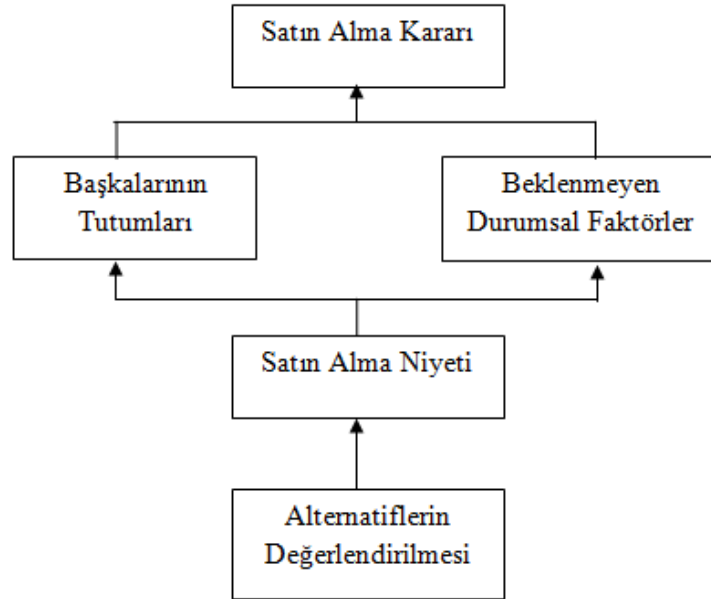 Satın Alma Kararı
Başkalarının
Tutumları
Beklenmeyen
Durumsal Faktörler
Satın Alma Niyeti
Alternatiflerin
Değerlendirilmesi